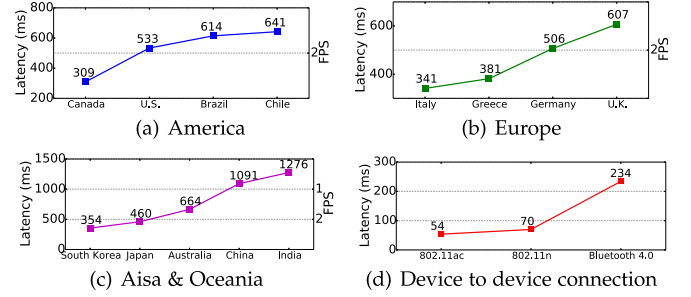 800
600
400
200
Latency (ms)
309
533
614
641
2
FPS
Canada U.S. Brazil Chile
(a) America
600
400
Latency (ms)
341
381
506
607
2
FPS
Italy Greece Germany U.K.
(b) Europe
1500
1000
500
0
Latency (ms)
354
460
664
1091
1276
1
2
FPS
South Korea Japan Australia China India
(c) Aisa & Oceania
300
200
100
0
Latency (ms)
54
70
234
802.11ac 802.11n Bluetooth 4.0
(d) Device to device connection